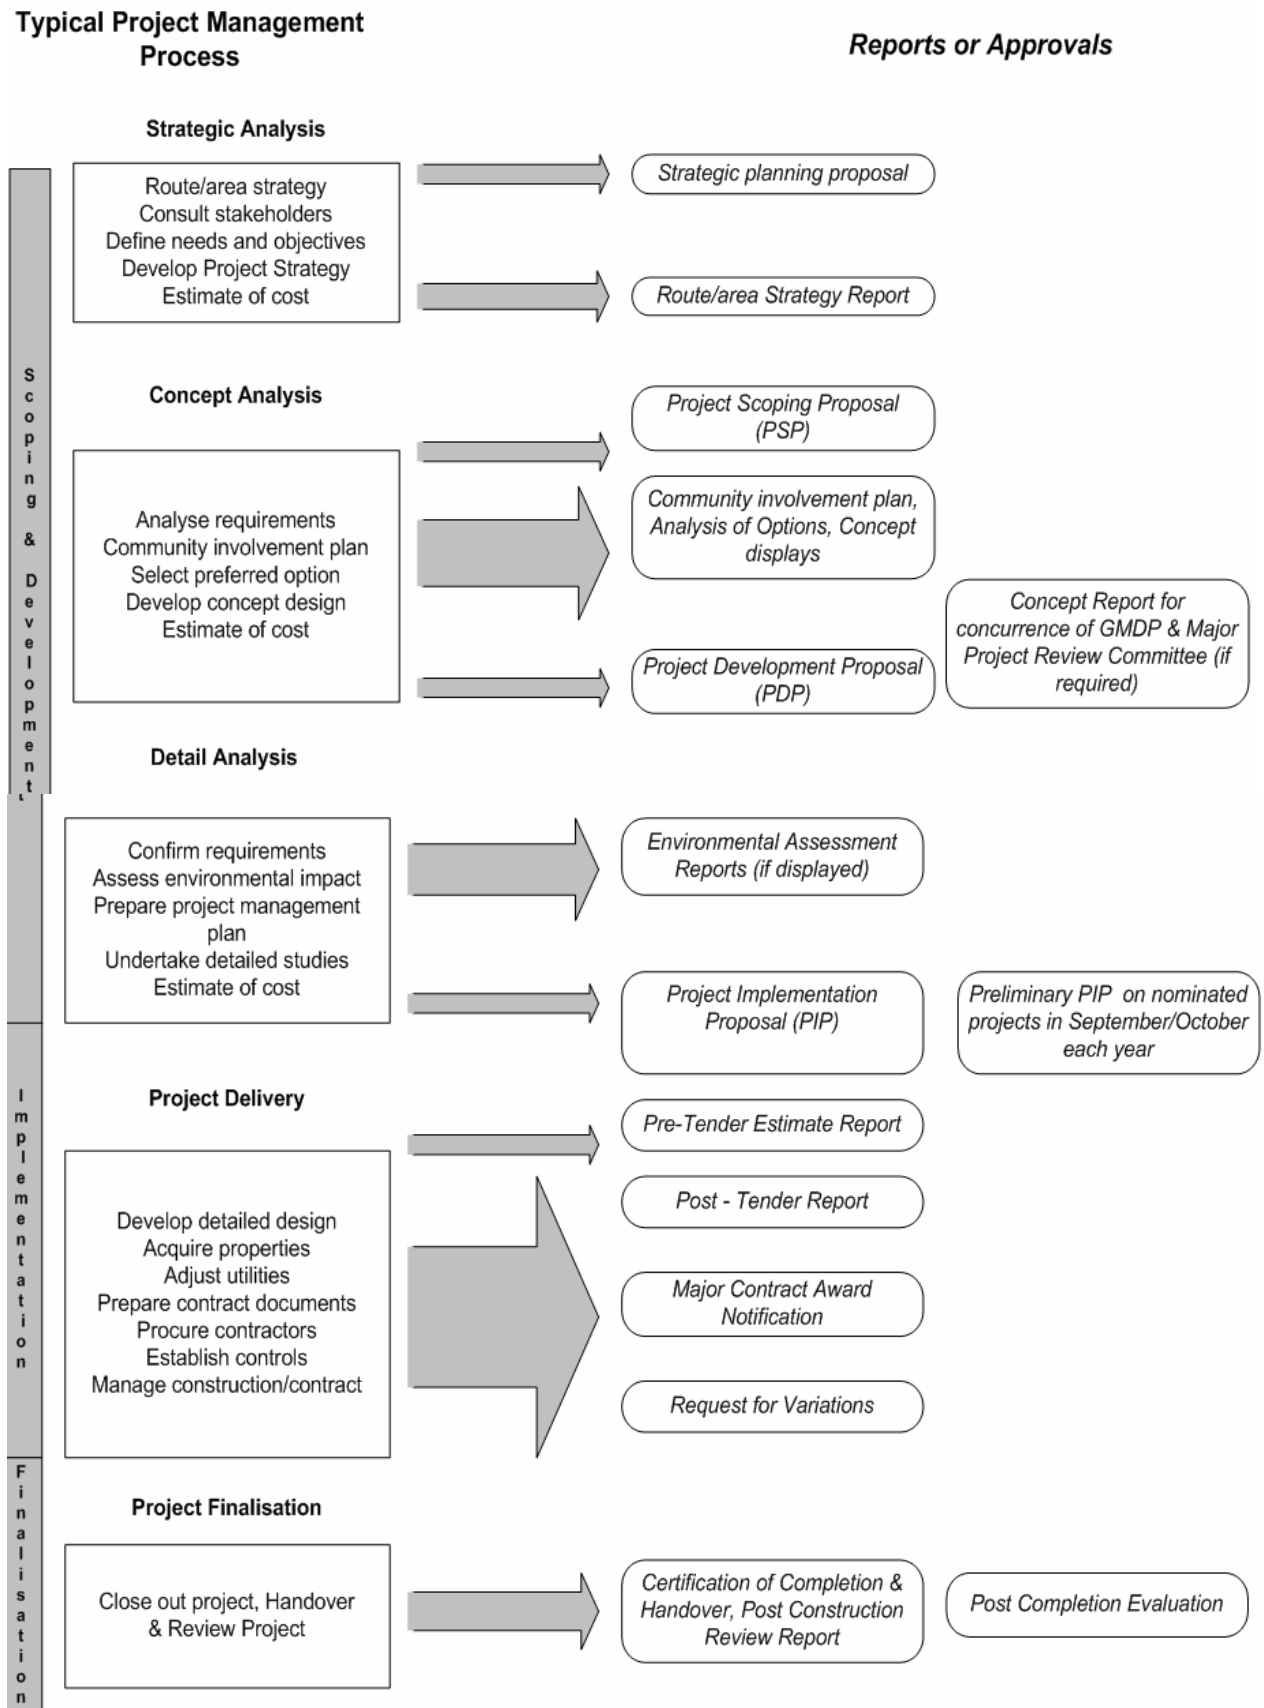 Typical Project Management
Process
Reports or Approvals
Strategic Analysis
Route/area strategy
Consult stakeholders
Define needs and objectives
Develop Project Strategy
Estimate of cost
Strategic planning proposal
Route/area Strategy Report
Scoping & Development
Concept Analysis
Analyse requirements
Community involvement plan
Select preferred option
Develop concept design
Estimate of cost
Project Scoping Proposal
(PSP)
Community involvement plan,
Analysis of Options, Concept
displays
Project Development Proposal
(PDP)
Concept Report for
concurrence of GMDP & Major
Project Review Committee (if
required)
Detail Analysis
Confirm requirements
Assess environmental impact
Prepare project management
plan
Undertake detailed studies
Estimate of cost
Environmental Assessment
Reports (if displayed)
Project Implementation
Proposal (PIP)
Preliminary PIP on nominated
projects in September/October
each year
Implementation
Project Delivery
Develop detailed design
Acquire properties
Adjust utilities
Prepare contract documents
Procure contractors
Establish controls
Manage construction/contract
Pre-Tender Estimate Report
Post - Tender Report
Major Contract Award
Notification
Request for Variations
Finalisation
Project Finalisation
Close out project, Handover
& Review Project
Certification of Completion &
Handover, Post Construction
Review Report
Post Completion Evaluation